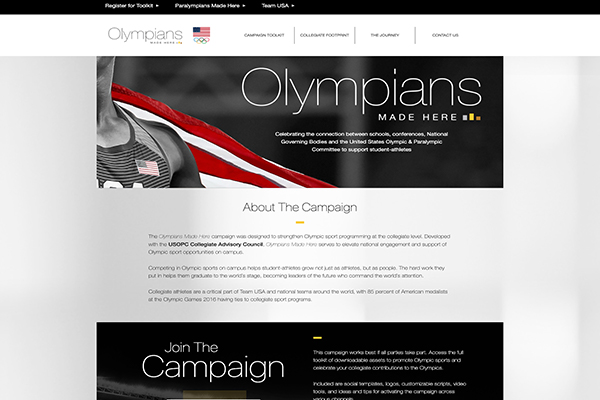 Register for Toolkit ▸ Paralympians Made Here ▸ Team USA ▸
Olympians
MADE HERE
CAMPAIGN TOOLKIT
COLLEGIATE FOOTPRINT
THE JOURNEY
CONTACT US
Olympians
MADE HERE
Celebrating the connection between schools, conferences, National
Governing Bodies and the United States Olympic & Paralympic
Committee to support student-athletes
About The Campaign
The Olympians Made Here campaign was designed to strengthen Olympic sport programming at the collegiate level. Developed
with the USOPC Collegiate Advisory Council, Olympians Made Here serves to elevate national engagement and support of
Olympic sport opportunities on campus.
Competing in Olympic sports on campus helps student-athletes grow not just as athletes, but as people. The hard work they
put in helps them graduate to the world's stage, becoming leaders of the future who command the world's attention.
Collegiate athletes are a critical part of Team USA and national teams around the world, with 85 percent of American medalists
at the Olympic Games 2016 having ties to collegiate sport programs.
Join The
Campaign
This campaign works best if all parties take part. Access the full
toolkit of downloadable assets to promote Olympic sports and
celebrate your collegiate contributions to the Olympics.
Included are social templates, logos, customizable scripts, video
tools, and ideas and tips for activating the campaign across
various channels.